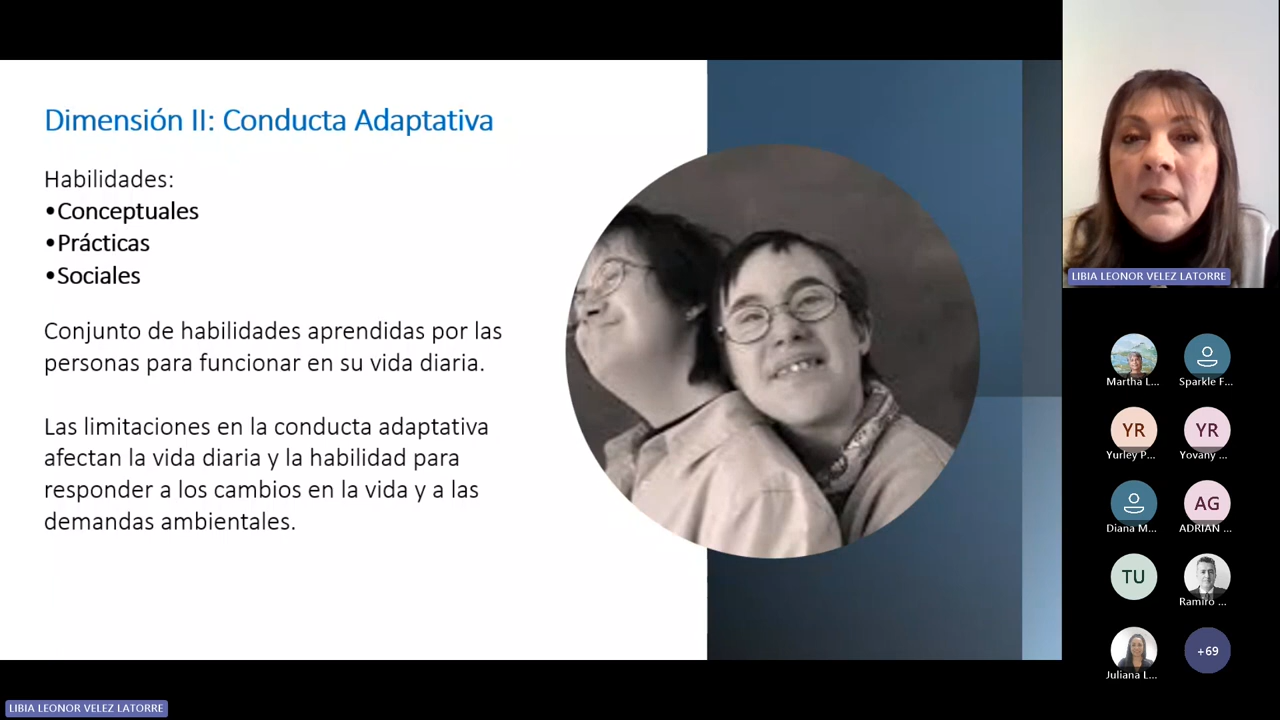 Dimensión II: Conducta Adaptativa
Habilidades:
•Conceptuales
•Prácticas
•Sociales
Conjunto de habilidades aprendidas por las
personas para funcionar en su vida diaria.
Las limitaciones en la conducta adaptativa
afectan la vida diaria y la habilidad para
responder a los cambios en la vida y a las
demandas ambientales.
LIBIA LEONOR VELEZ LATORRE
Martha L...
Sparkle F...
YR
YR
Yurley P...
Yovany ...
AG
Diana M...
ADRIAN ...
TU
Ramiro ...
+69
Juliana L...
LIBIA LEONOR VELEZ LATORRE